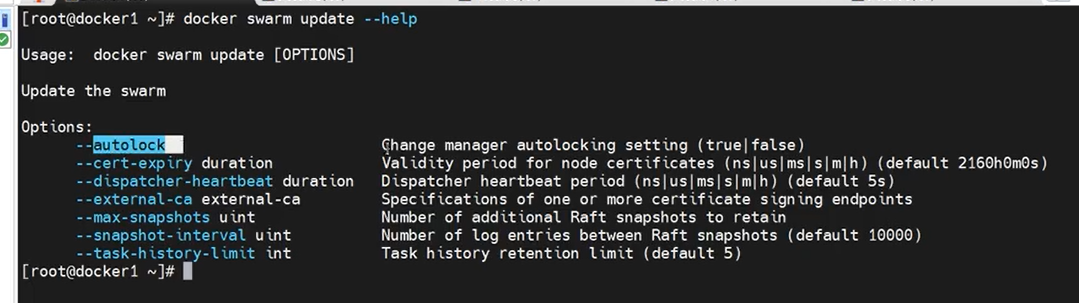 [root@docker1 ~]# docker swarm update --help
Usage:  docker swarm update [OPTIONS]
Update the swarm
Options:
      --autolock                        Change manager autolocking setting (true|false)
      --cert-expiry duration            Validity period for node certificates (ns|us|ms|s|m|h) (default 2160h0m0s)
      --dispatcher-heartbeat duration   Dispatcher heartbeat period (ns|us|ms|s|m|h) (default 5s)
      --external-ca external-ca         Specifications of one or more certificate signing endpoints
      --max-snapshots uint              Number of additional Raft snapshots to retain
      --snapshot-interval uint          Number of log entries between Raft snapshots (default 10000)
      --task-history-limit int          Task history retention limit (default 5)
[root@docker1 ~]#